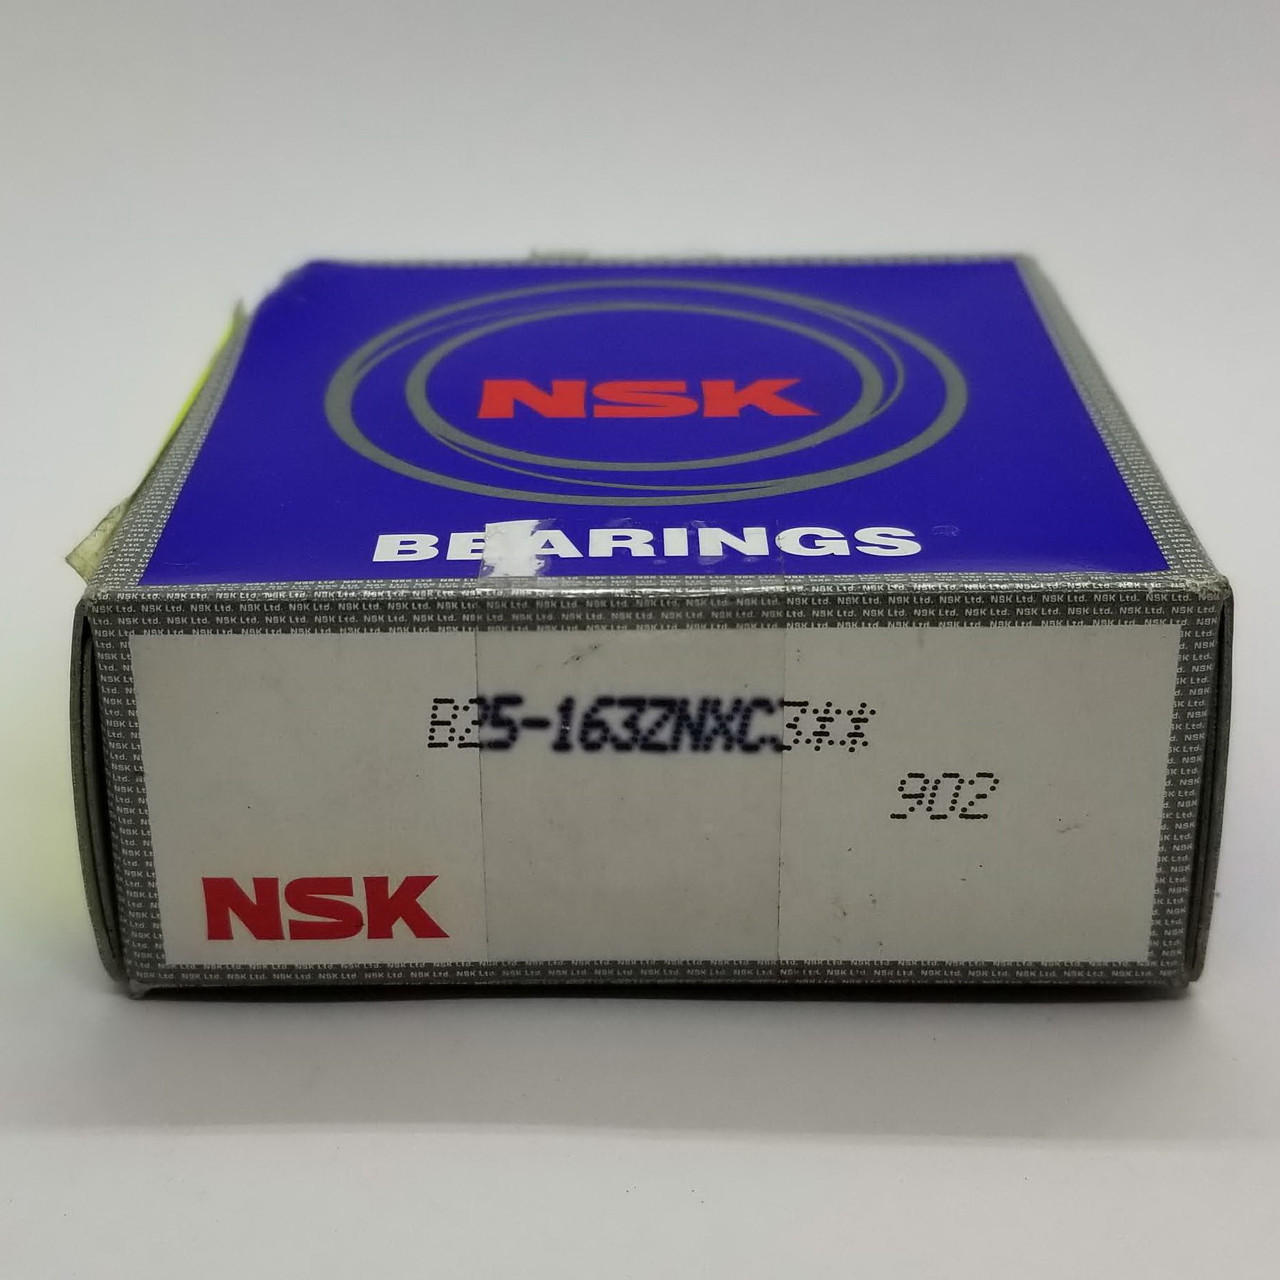 NSK
BEARINGS
B25-163ZNXC3**
902
NSK